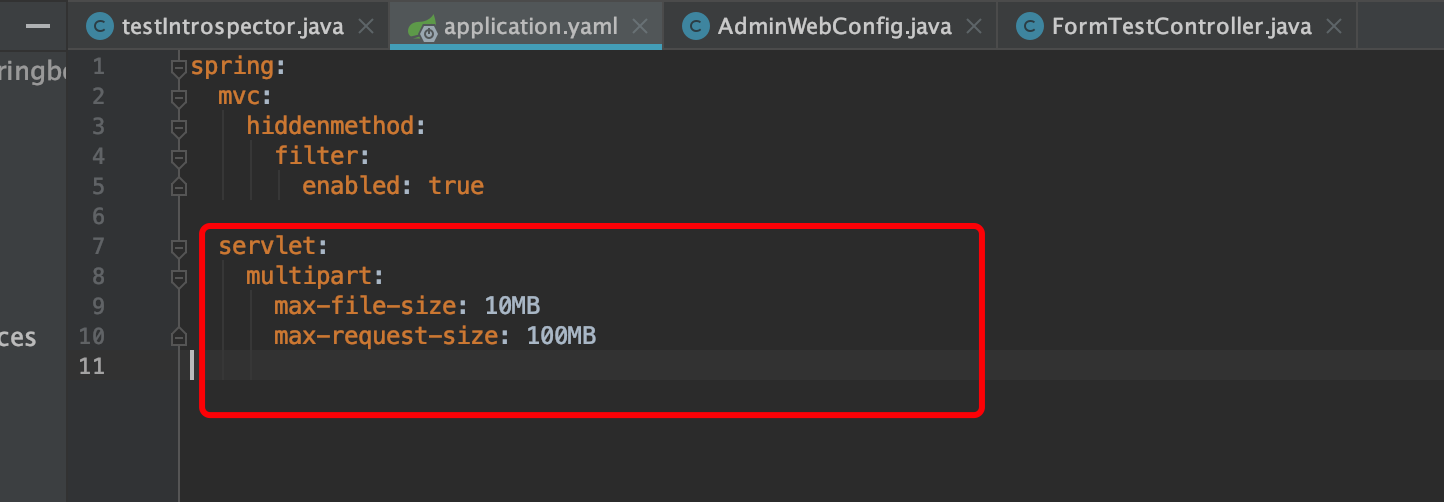 testIntrospector.java application.yaml AdminWebConfig.java FormTestController.java
ringb
1 spring:
2 mvc:
3 hiddenmethod:
4 filter:
5 enabled: true
6
7 servlet:
8 multipart:
9 max-file-size: 10MB
ces
10 max-request-size: 100MB
11